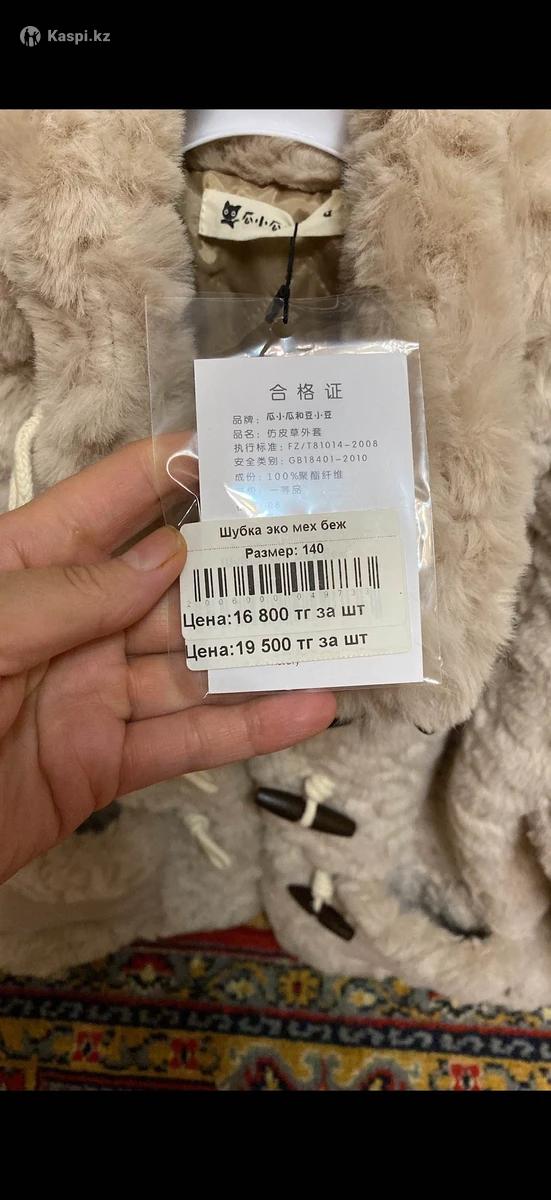 Kaspi.kz
瓜小瓜
合格证
品牌：瓜小瓜和豆小豆
品名：仿皮草外套
执行标准：FZ/T81014-2008
安全类别：GB18401-2010
成份：100%聚酯纤维
一等品
Шубка эко мех беж
Размер: 140
Цена:16 800 тг за шт
Цена:19 500 тг за шт